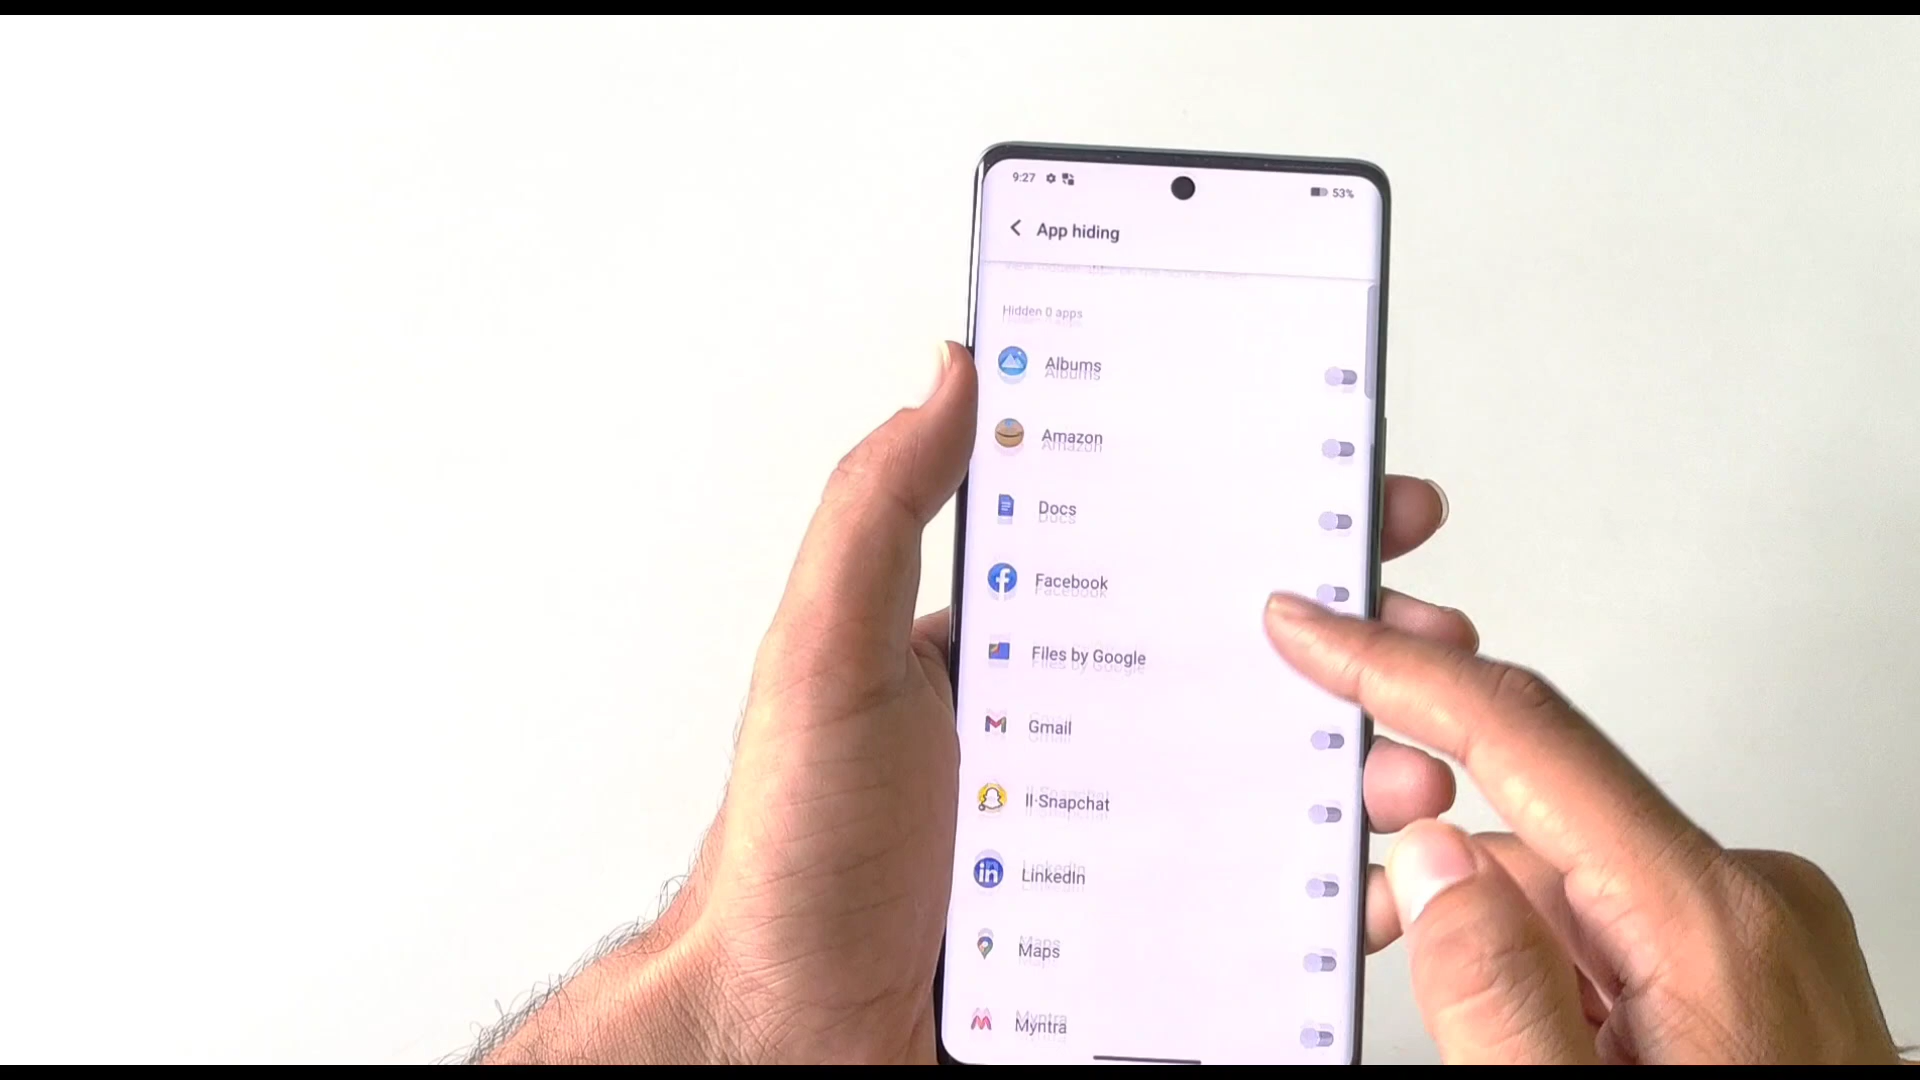 9:27
53%
App hiding
Hidden 0 apps
Albums
Amazon
Docs
Facebook
Files by Google
Gmail
II·Snapchat
LinkedIn
Maps
Myntra